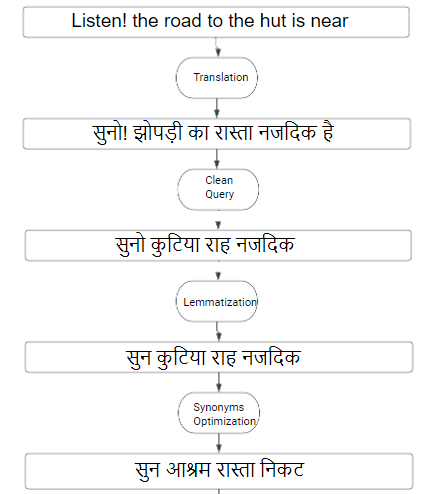 Listen! the road to the hut is near
Translation
सुनो! झोपड़ी का रास्ता नजदिक है
Clean
Query
सुनो कुटिया राह नजदिक
Lemmatization
सुन कुटिया राह नजदिक
Synonyms
Optimization
सुन आश्रम रास्ता निकट